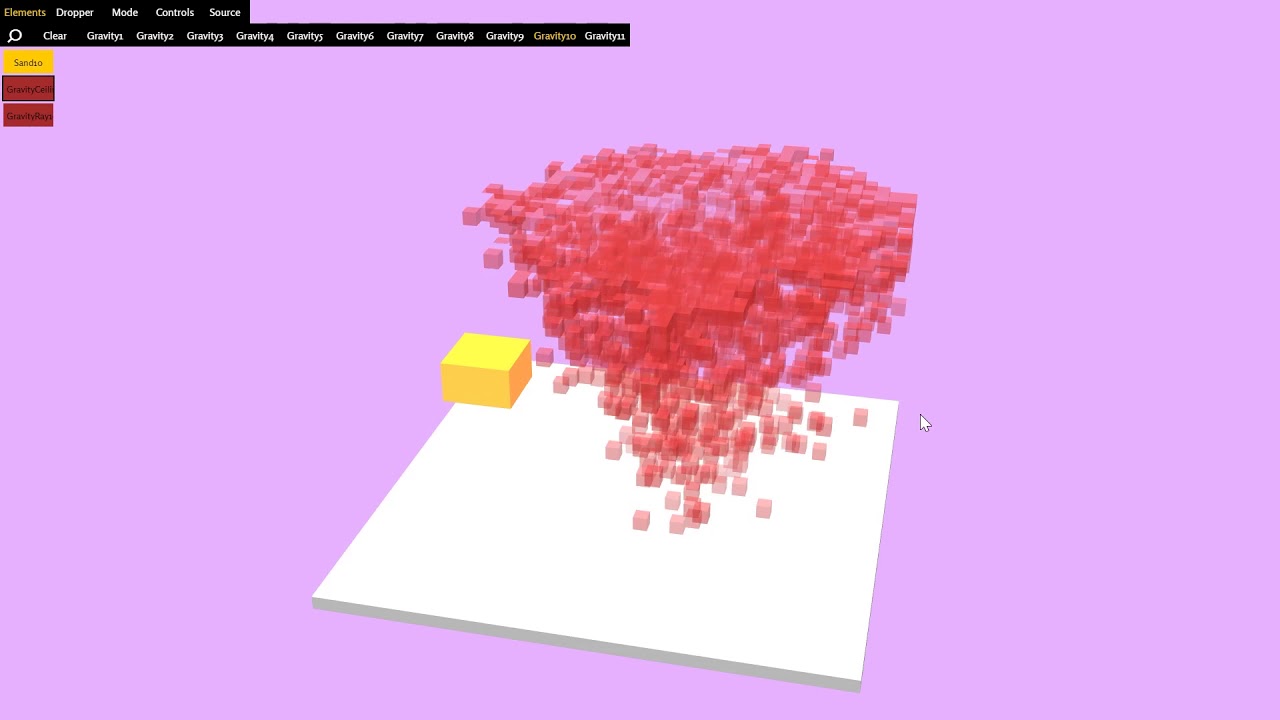 Elements Dropper Mode Controls Source
Clear Gravity1 Gravity2 Gravity3 Gravity4 Gravity5 Gravity6 Gravity7 Gravity8 Gravity9 Gravity10 Gravity11
Sand10
GravityCeili
GravityRay1